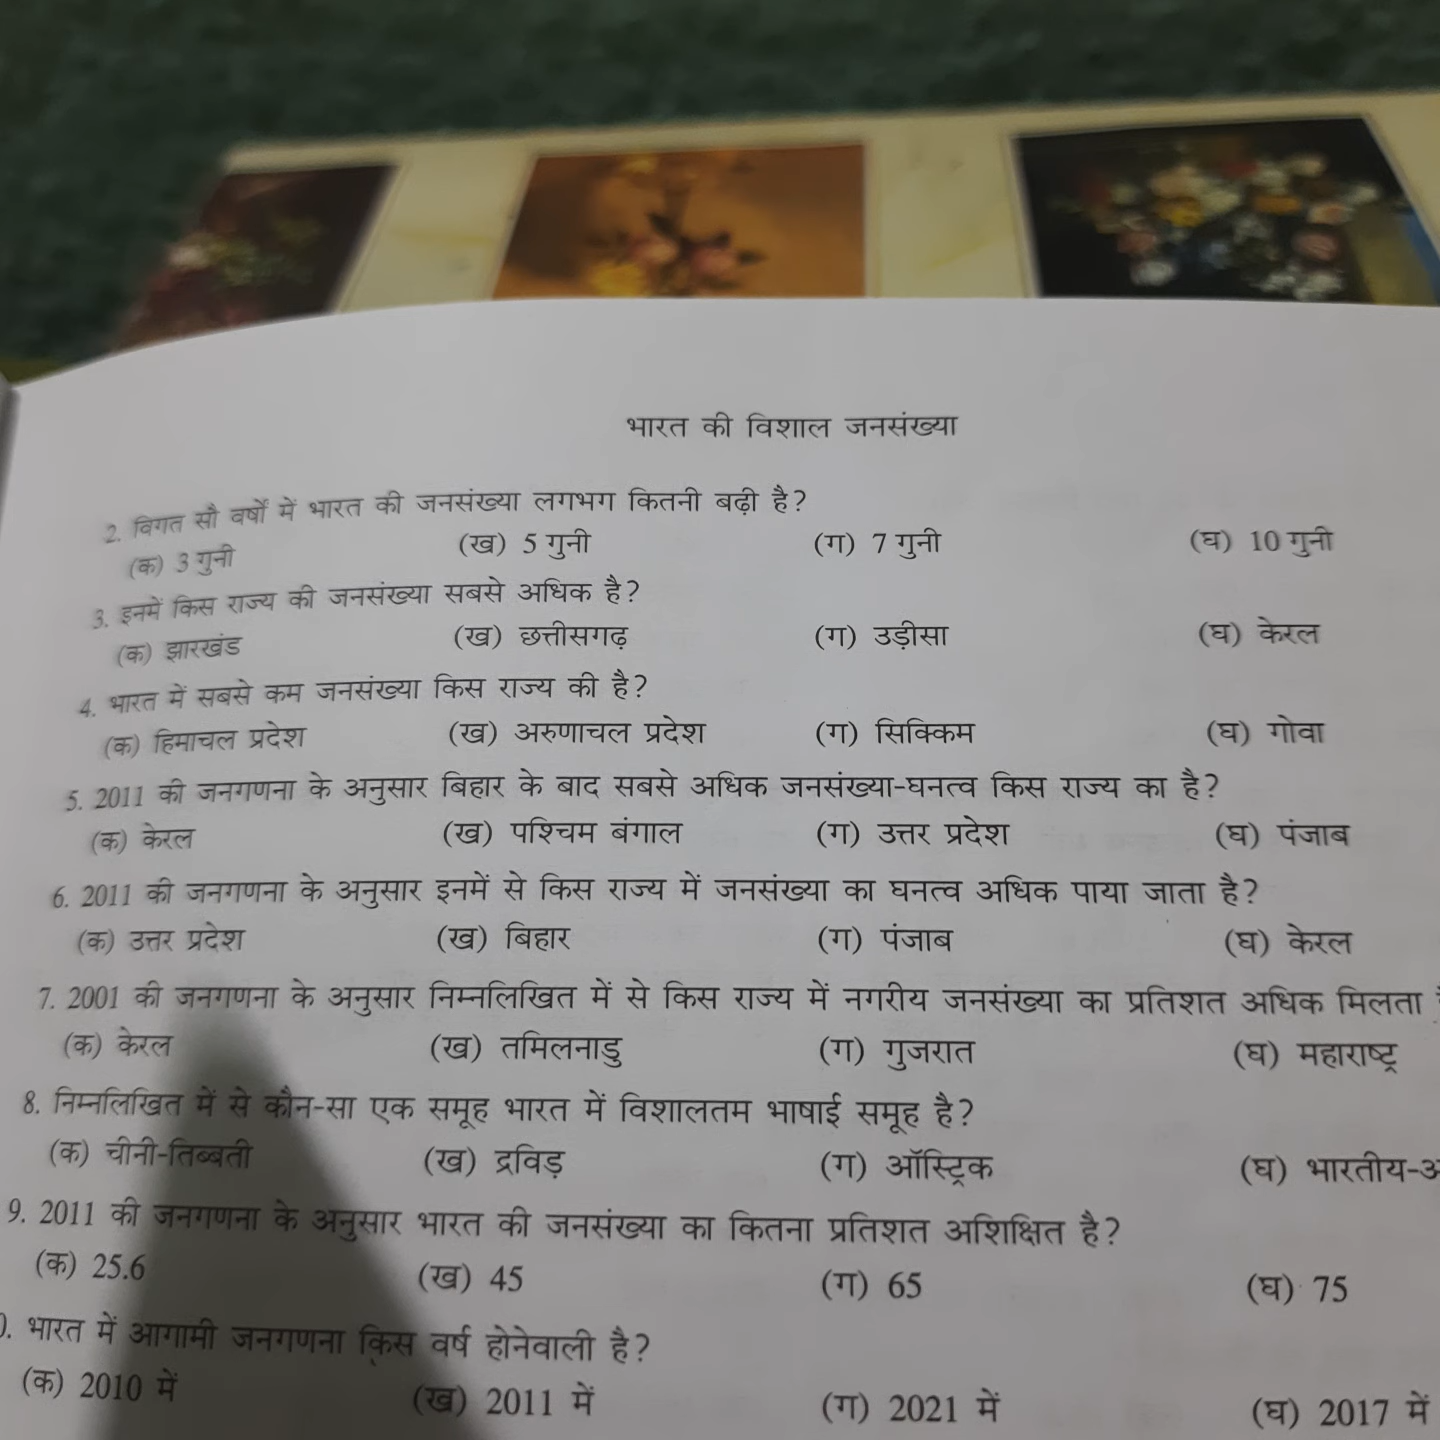 भारत की विशाल जनसंख्या
2. विगत सौ वर्षों में भारत की जनसंख्या लगभग कितनी बढ़ी है?
(क) 3 गुनी (ख) 5 गुनी (ग) 7 गुनी (घ) 10 गुनी
3. इनमें किस राज्य की जनसंख्या सबसे अधिक है?
(क) झारखंड (ख) छत्तीसगढ़ (ग) उड़ीसा (घ) केरल
4. भारत में सबसे कम जनसंख्या किस राज्य की है?
(क) हिमाचल प्रदेश (ख) अरुणाचल प्रदेश (ग) सिक्किम (घ) गोवा
5. 2011 की जनगणना के अनुसार बिहार के बाद सबसे अधिक जनसंख्या-घनत्व किस राज्य का है?
(क) केरल (ख) पश्चिम बंगाल (ग) उत्तर प्रदेश (घ) पंजाब
6. 2011 की जनगणना के अनुसार इनमें से किस राज्य में जनसंख्या का घनत्व अधिक पाया जाता है?
(क) उत्तर प्रदेश (ख) बिहार (ग) पंजाब (घ) केरल
7. 2001 की जनगणना के अनुसार निम्नलिखित में से किस राज्य में नगरीय जनसंख्या का प्रतिशत अधिक मिलता
(क) केरल (ख) तमिलनाडु (ग) गुजरात (घ) महाराष्ट्र
8. निम्नलिखित में से कौन-सा एक समूह भारत में विशालतम भाषाई समूह है?
(क) चीनी-तिब्बती (ख) द्रविड़ (ग) ऑस्ट्रिक (घ) भारतीय-
9. 2011 की जनगणना के अनुसार भारत की जनसंख्या का कितना प्रतिशत अशिक्षित है?
(क) 25.6 (ख) 45 (ग) 65 (घ) 75
0. भारत में आगामी जनगणना किस वर्ष होनेवाली है?
(क) 2010 में (ख) 2011 में (ग) 2021 में (घ) 2017 में